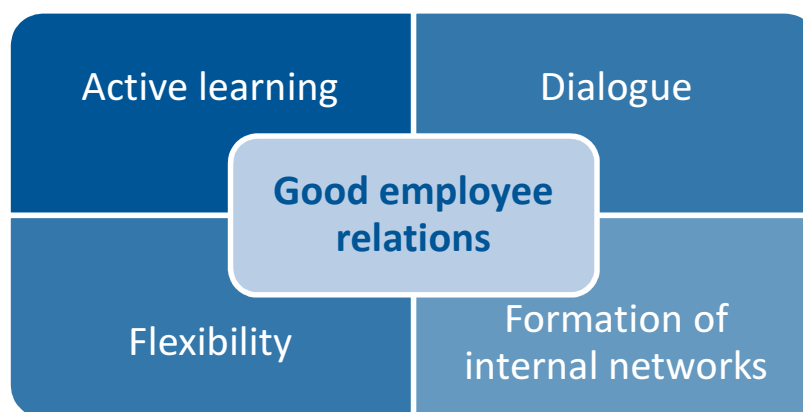 Active learning
Dialogue
Good employee
relations
Flexibility
Formation of
internal networks